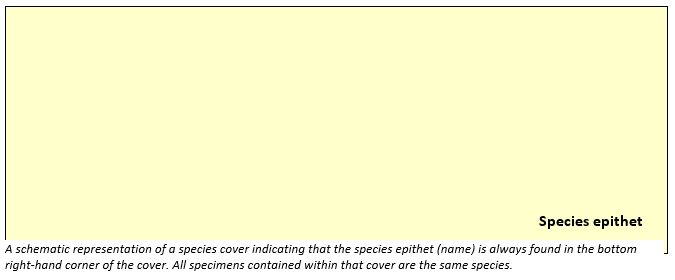 Species epithet
A schematic representation of a species cover indicating that the species epithet (name) is always found in the bottom
right-hand corner of the cover. All specimens contained within that cover are the same species.